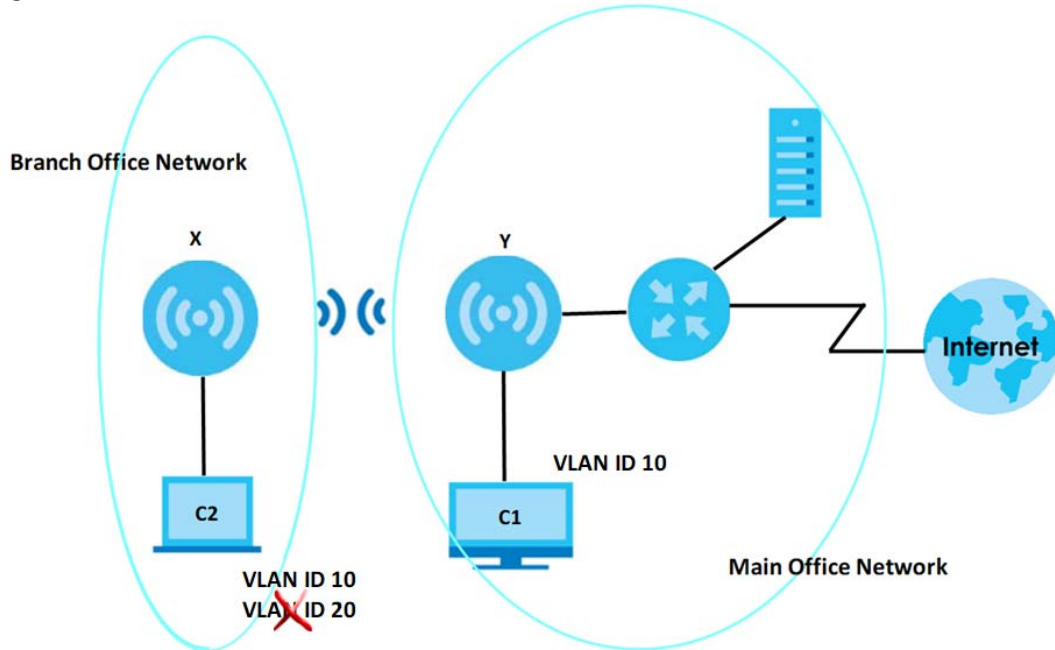 Branch Office Network
X
Y
Internet
VLAN ID 10
C2
C1
VLAN ID 10
VLAN ID 20
Main Office Network